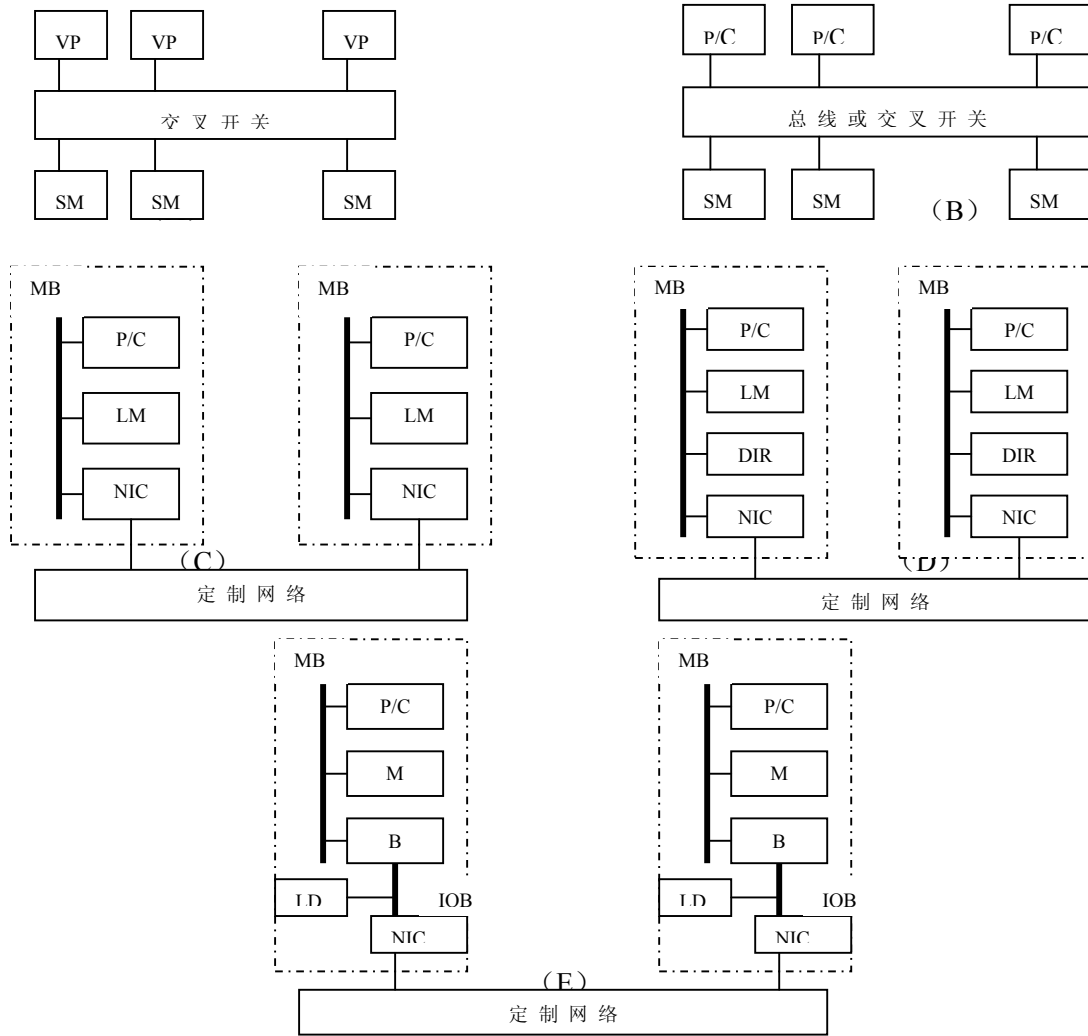 VP VP VP
交叉开关
SM SM SM
P/C P/C P/C
总线或交叉开关
SM SM SM
（B）
MB
P/C
LM
NIC
MB
P/C
LM
NIC
（C）
定制网络
MB
P/C
LM
DIR
NIC
MB
P/C
LM
DIR
NIC
（D）
定制网络
MB
P/C
M
B
LD
IOB
NIC
MB
P/C
M
B
LD
IOB
NIC
（E）
定制网络